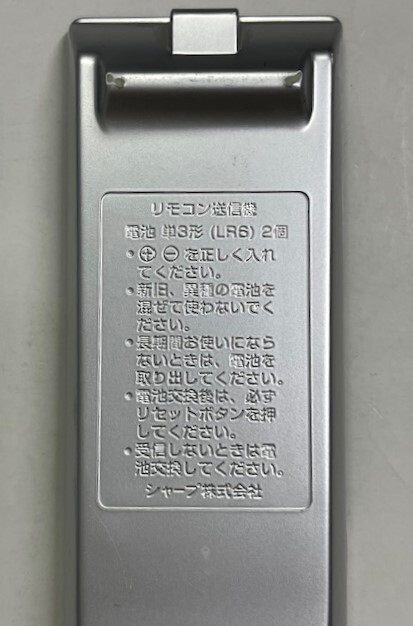 リモコン送信機
電池 単3形 (LR6) 2個
• ⊕ ⊖ を正しく入れ
てください。
• 新旧、異種の電池を
混ぜて使わないでく
ださい。
• 長期間お使いになら
ないときは、電池を
取り出してください。
• 電池交換後は、必ず
リセットボタンを押
してください。
• 受信しないときは電
池交換してください。
シャープ株式会社